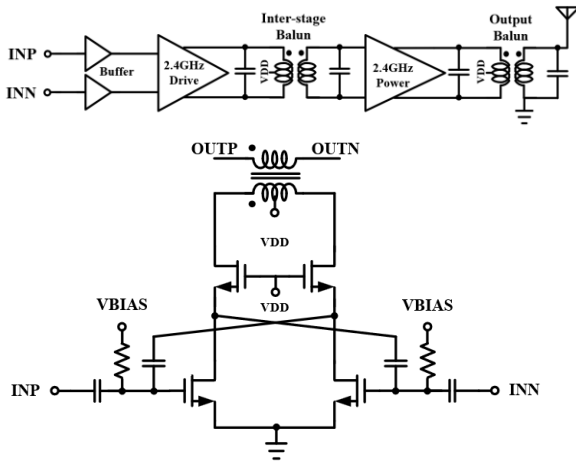 Inter-stage
Balun
Output
Balun
INP
INN
Buffer
2.4GHz
Drive
VDD
2.4GHz
Power
VDD
OUTP
OUTN
VDD
VDD
VBIAS
VBIAS
INP
INN